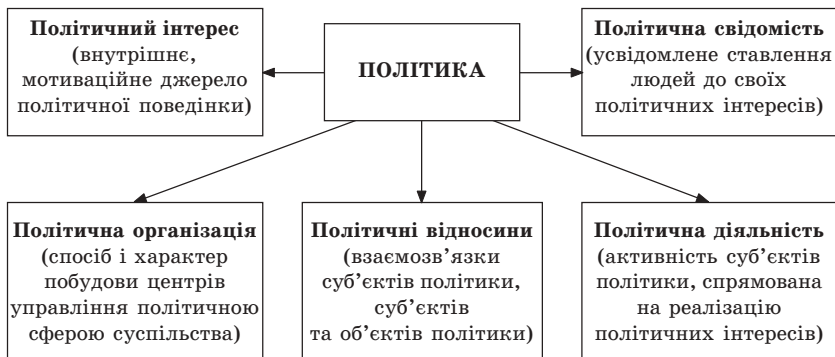 Політичний інтерес
(внутрішнє,
мотиваційне джерело
політичної поведінки)
ПОЛІТИКА
Політична свідомість
(усвідомлене ставлення
людей до своїх
політичних інтересів)
Політична організація
(спосіб і характер
побудови центрів
управління політичною
сферою суспільства)
Політичні відносини
(взаємозв’язки
суб’єктів політики,
суб’єктів
та об’єктів політики)
Політична діяльність
(активність суб’єктів
політики, спрямована
на реалізацію
політичних інтересів)